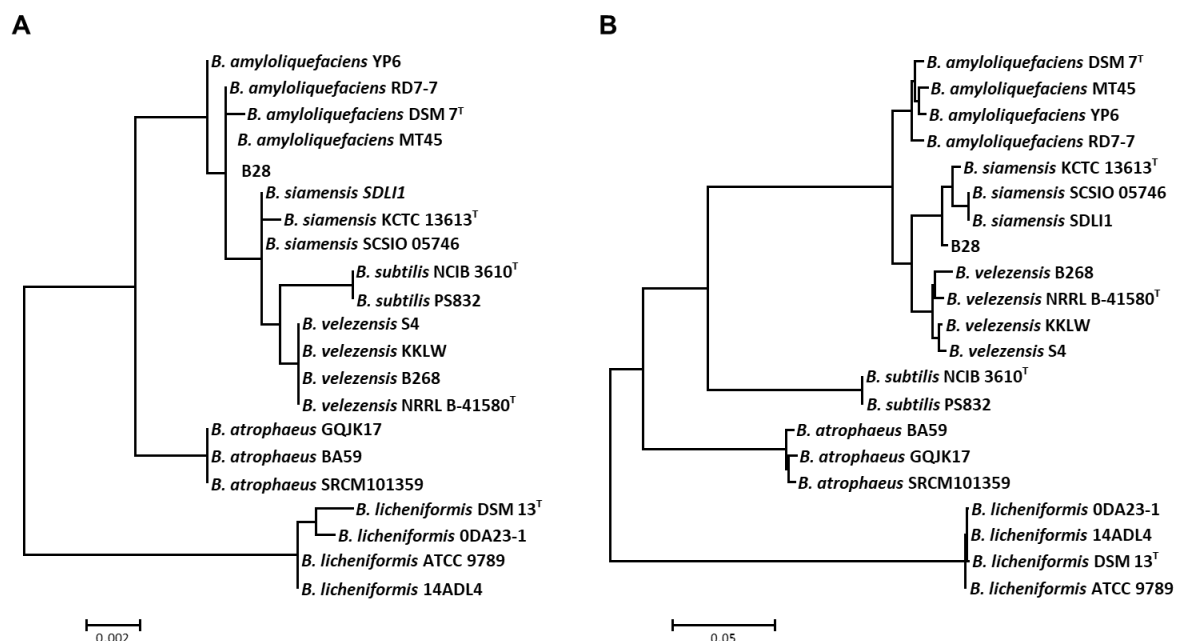 A
B. amyloliquefaciens YP6
B. amyloliquefaciens RD7-7
B. amyloliquefaciens DSM 7ᵀ
B. amyloliquefaciens MT45
B28
B. siamensis SDLI1
B. siamensis KCTC 13613ᵀ
B. siamensis SCSIO 05746
B. subtilis NCIB 3610ᵀ
B. subtilis PS832
B. velezensis S4
B. velezensis KKLW
B. velezensis B268
B. velezensis NRRL B-41580ᵀ
B. atrophaeus GQJK17
B. atrophaeus BA59
B. atrophaeus SRCM101359
B. licheniformis DSM 13ᵀ
B. licheniformis 0DA23-1
B. licheniformis ATCC 9789
B. licheniformis 14ADL4
0.002
B
B. amyloliquefaciens DSM 7ᵀ
B. amyloliquefaciens MT45
B. amyloliquefaciens YP6
B. amyloliquefaciens RD7-7
B. siamensis KCTC 13613ᵀ
B. siamensis SCSIO 05746
B. siamensis SDLI1
B28
B. velezensis B268
B. velezensis NRRL B-41580ᵀ
B. velezensis KKLW
B. velezensis S4
B. subtilis NCIB 3610ᵀ
B. subtilis PS832
B. atrophaeus BA59
B. atrophaeus GQJK17
B. atrophaeus SRCM101359
B. licheniformis 0DA23-1
B. licheniformis 14ADL4
B. licheniformis DSM 13ᵀ
B. licheniformis ATCC 9789
0.05